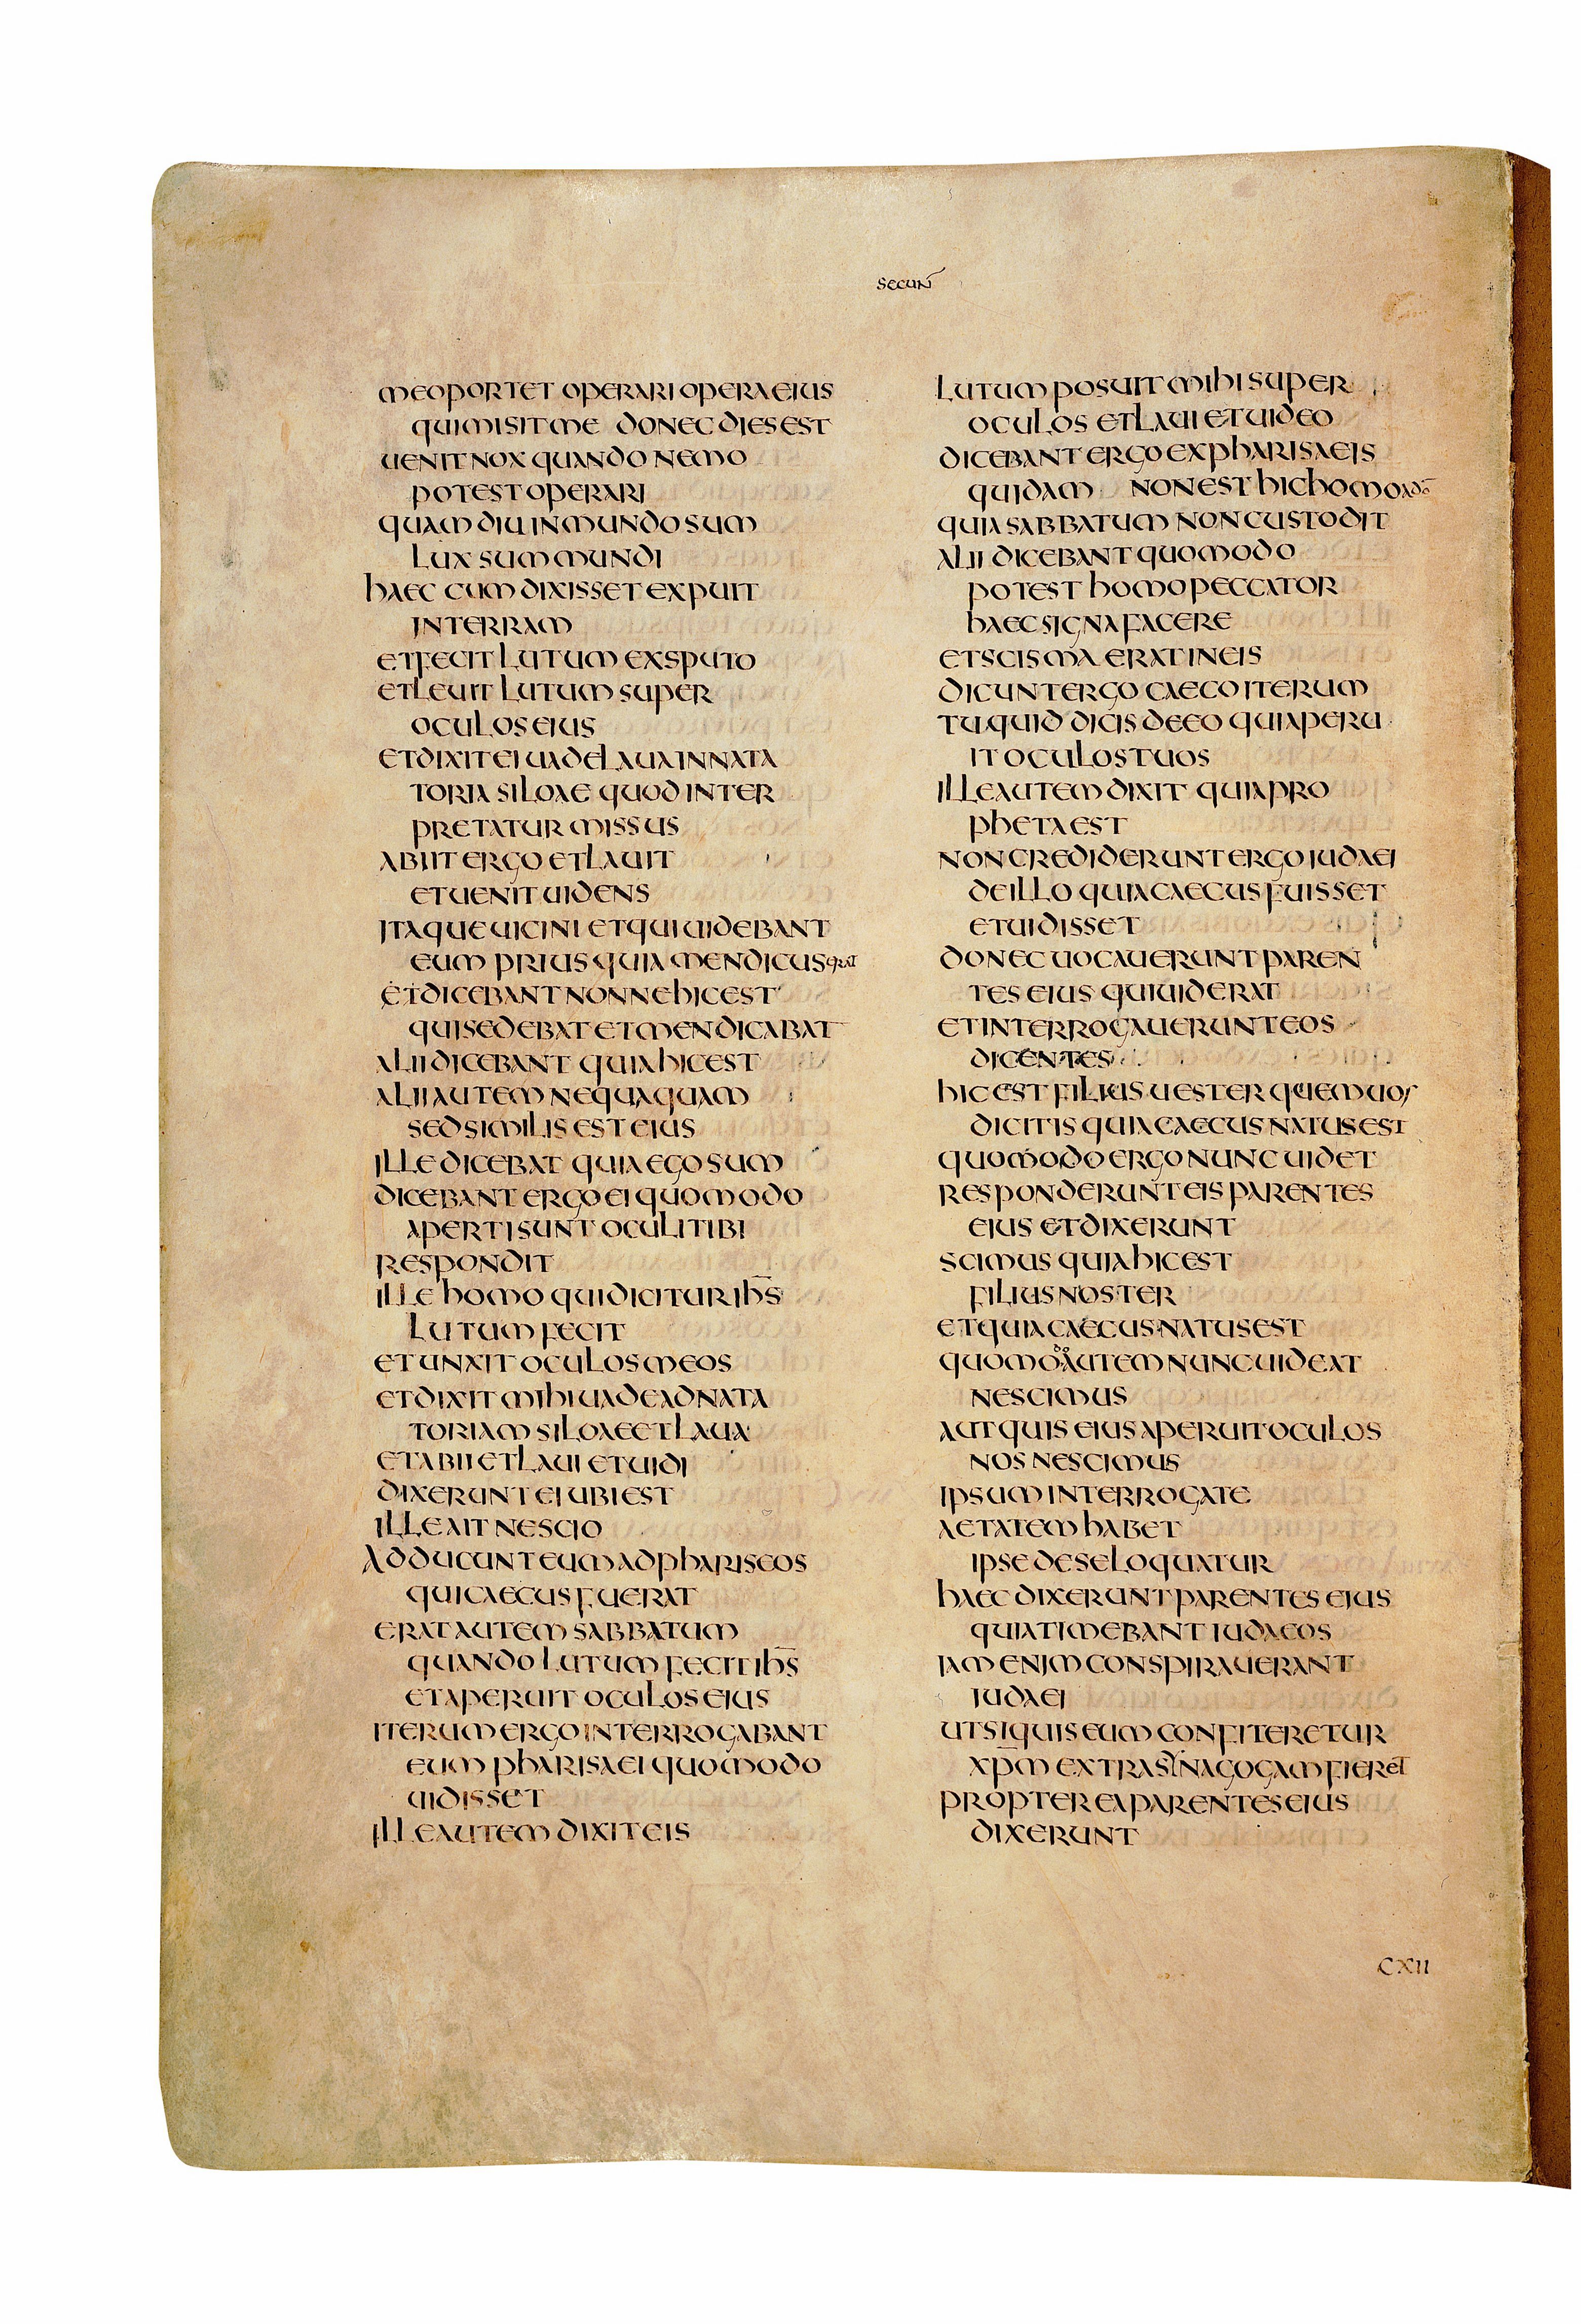 secun̄
me oportet operari opera eius
qui misit me donec dies est
uenit nox quando nemo
potest operari
quam diu in mundo sum
lux sum mundi
haec cum dixisset expuit
in terram
et fecit lutum ex sputo
et leuit lutum super
oculos eius
et dixit ei uade laua in nata
toria siloae quod inter
pretatur missus
abiit ergo et lauit
et uenit uidens
itaque uicini et qui uidebant
eum prius quia mendicus erat
et dicebant nonne hic est
qui sedebat et mendicabat
alii dicebant quia hic est
alii autem nequaquam
sed similis est eius
ille dicebat quia ego sum
dicebant ergo ei quomodo
aperti sunt oculi tibi
respondit
ille homo qui dicitur ihs̄
lutum fecit
et unxit oculos meos
et dixit mihi uade ad nata
toriam siloae et laua
et abii et laui et uidi
dixerunt ei ubi est
ille ait nescio
adducunt eum ad phariseos
qui caecus fuerat
erat autem sabbatum
quando lutum fecit ihs̄
et aperuit oculos eius
iterum ergo interrogabant
eum pharisaei quomodo
uidisset
ille autem dixit eis
lutum posuit mihi super
oculos et laui et uideo
dicebant ergo ex pharisaeis
quidam non est hic homo a dō
quia sabbatum non custodit
alii dicebant quomodo
potest homo peccator
haec signa facere
et scisma erat in eis
dicunt ergo caeco iterum
tu quid dicis de eo qui aperu
it oculos tuos
ille autem dixit quia pro
pheta est
non crediderunt ergo iudaei
de illo quia caecus fuisset
et uidisset
donec uocauerunt paren
tes eius qui uiderat
et interrogauerunt eos
dicentes
hic est filius uester quem uos
dicitis quia caecus natus est
quomodo ergo nunc uidet
responderunt eis parentes
eius et dixerunt
scimus quia hic est
filius noster
et quia caecus natus est
quomodo autem nunc uideat
nescimus
aut quis eius aperuit oculos
nos nescimus
ipsum interrogate
aetatem habet
ipse de se loquatur
haec dixerunt parentes eius
quia timebant iudaeos
iam enim conspirauerant
iudaei
ut si quis eum confiteretur
xp̄m extra synagogam fieret
propterea parentes eius
dixerunt
CXII